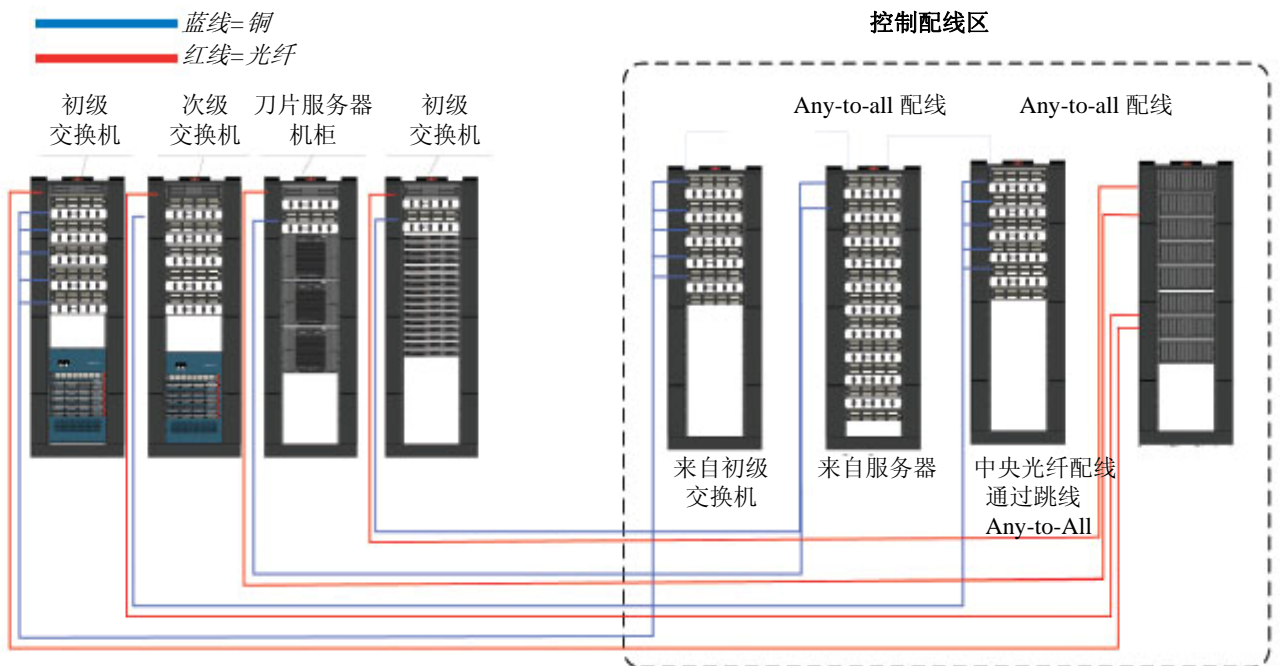 蓝线=铜
红线=光纤
控制配线区
初级
交换机
次级
交换机
刀片服务器
机柜
初级
交换机
Any-to-all 配线
Any-to-all 配线
来自初级
交换机
来自服务器
中央光纤配线
通过跳线
Any-to-All